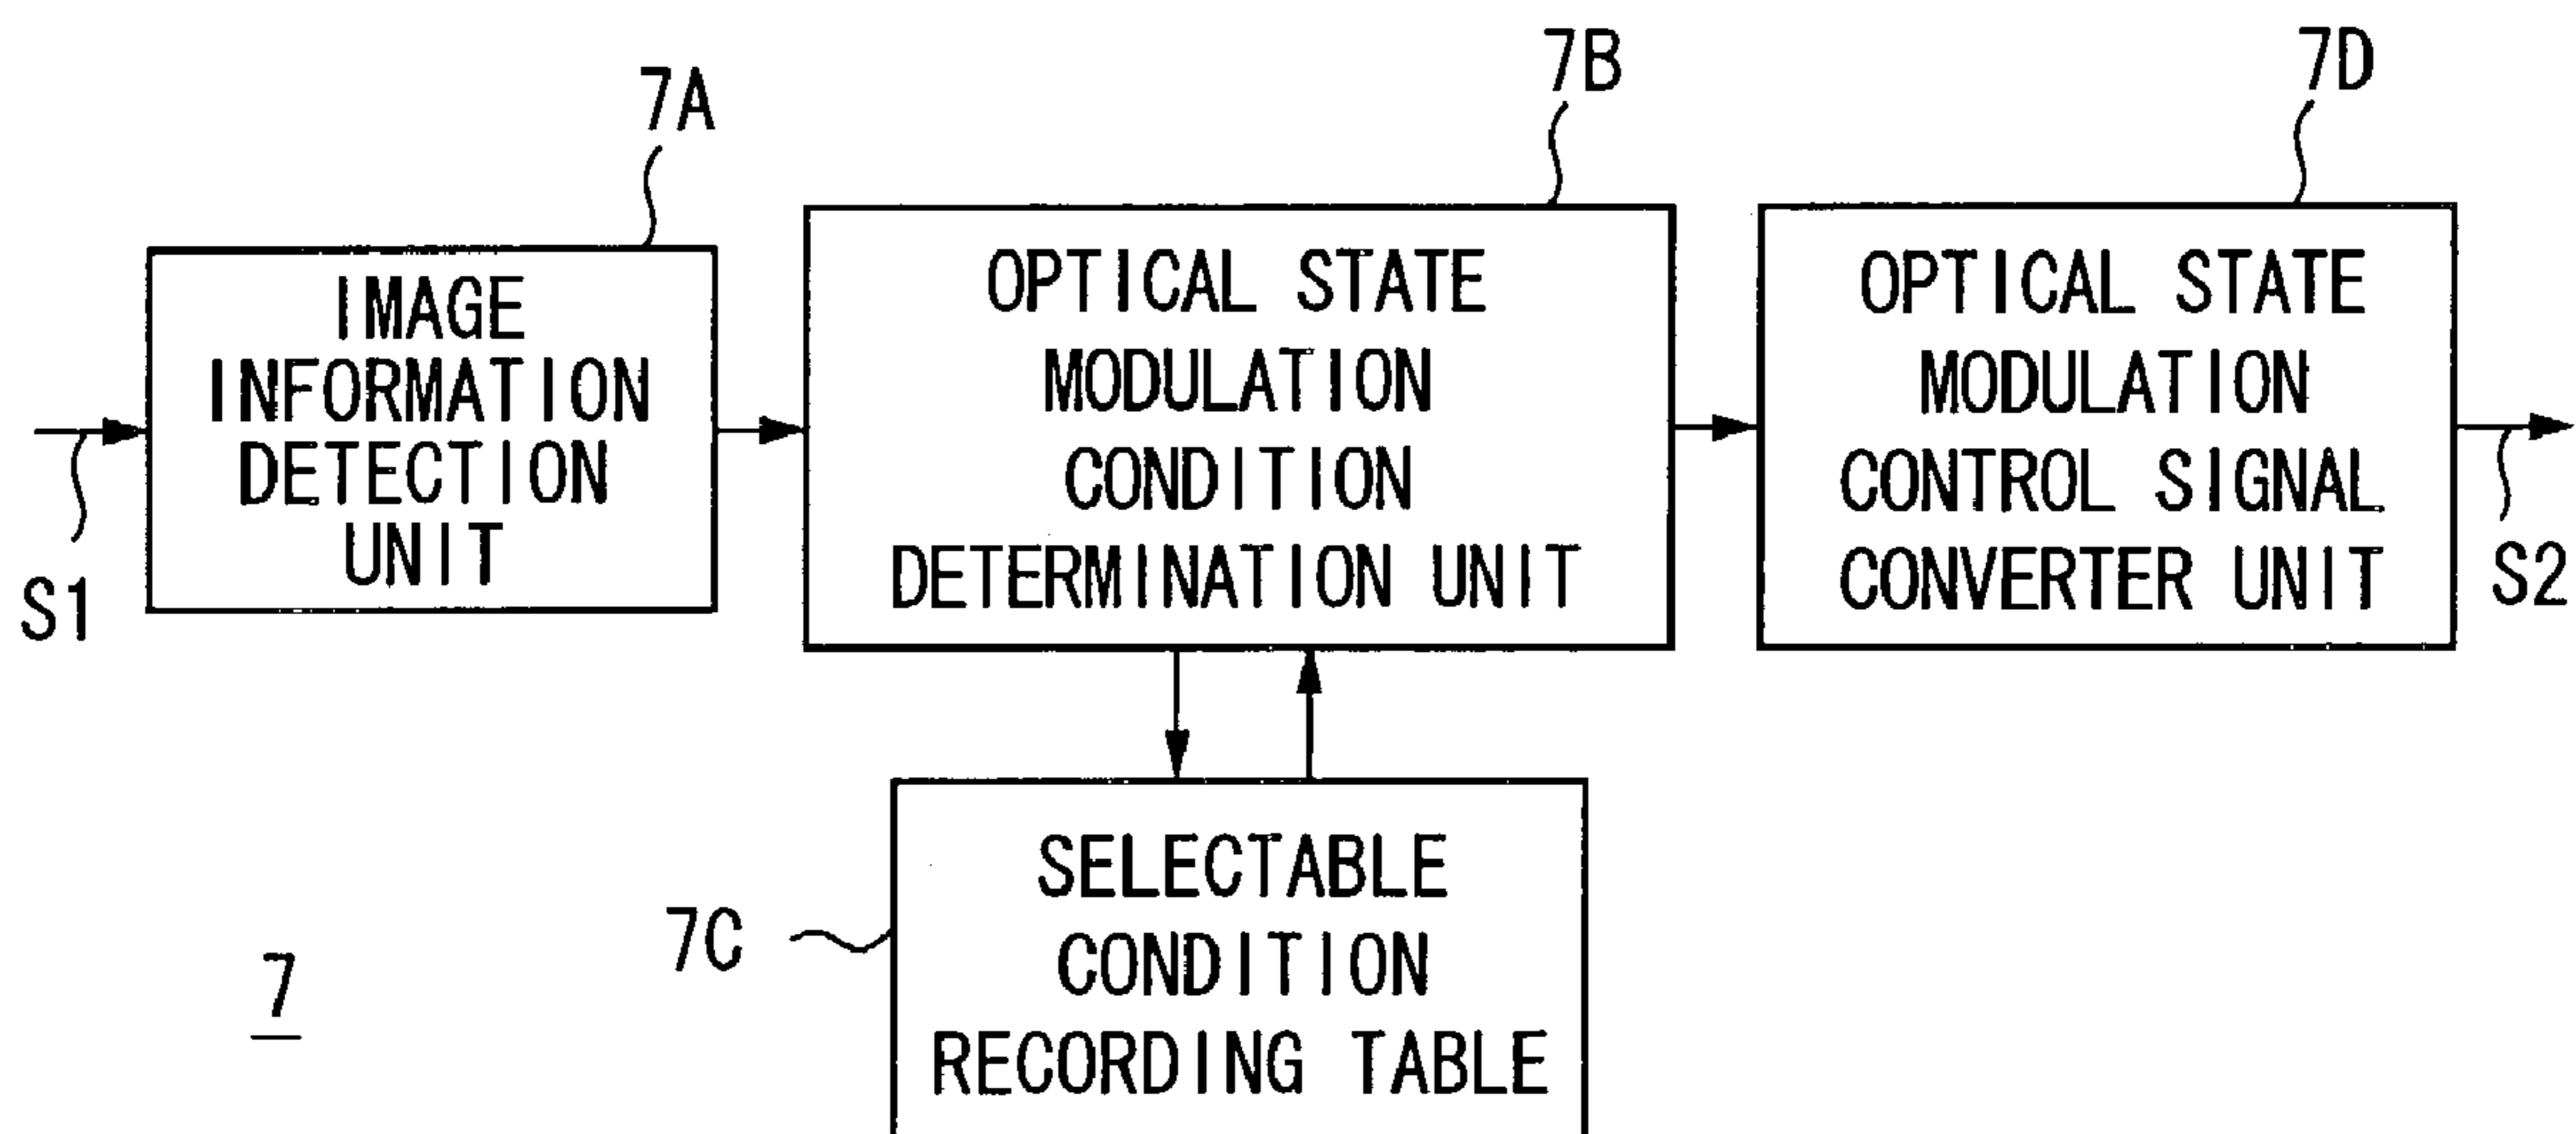 7A
7B
7D
IMAGE
INFORMATION
DETECTION
UNIT
OPTICAL STATE
MODULATION
CONDITION
DETERMINATION UNIT
OPTICAL STATE
MODULATION
CONTROL SIGNAL
CONVERTER UNIT
S1
S2
7C
SELECTABLE
CONDITION
RECORDING TABLE
7